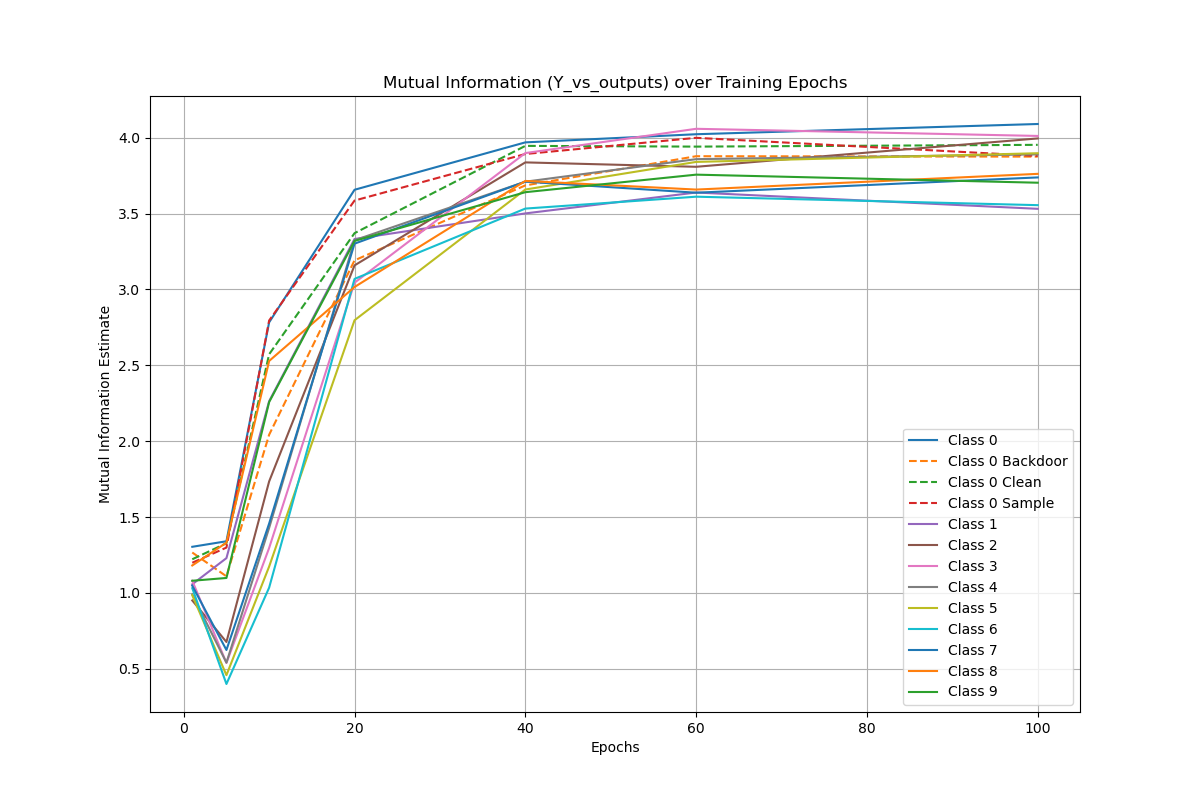 Mutual Information (Y_vs_outputs) over Training Epochs
Mutual Information Estimate
4.0
3.5
3.0
2.5
2.0
1.5
1.0
0.5
Class 0
Class 0 Backdoor
Class 0 Clean
Class 0 Sample
Class 1
Class 2
Class 3
Class 4
Class 5
Class 6
Class 7
Class 8
Class 9
0 20 40 60 80 100
Epochs